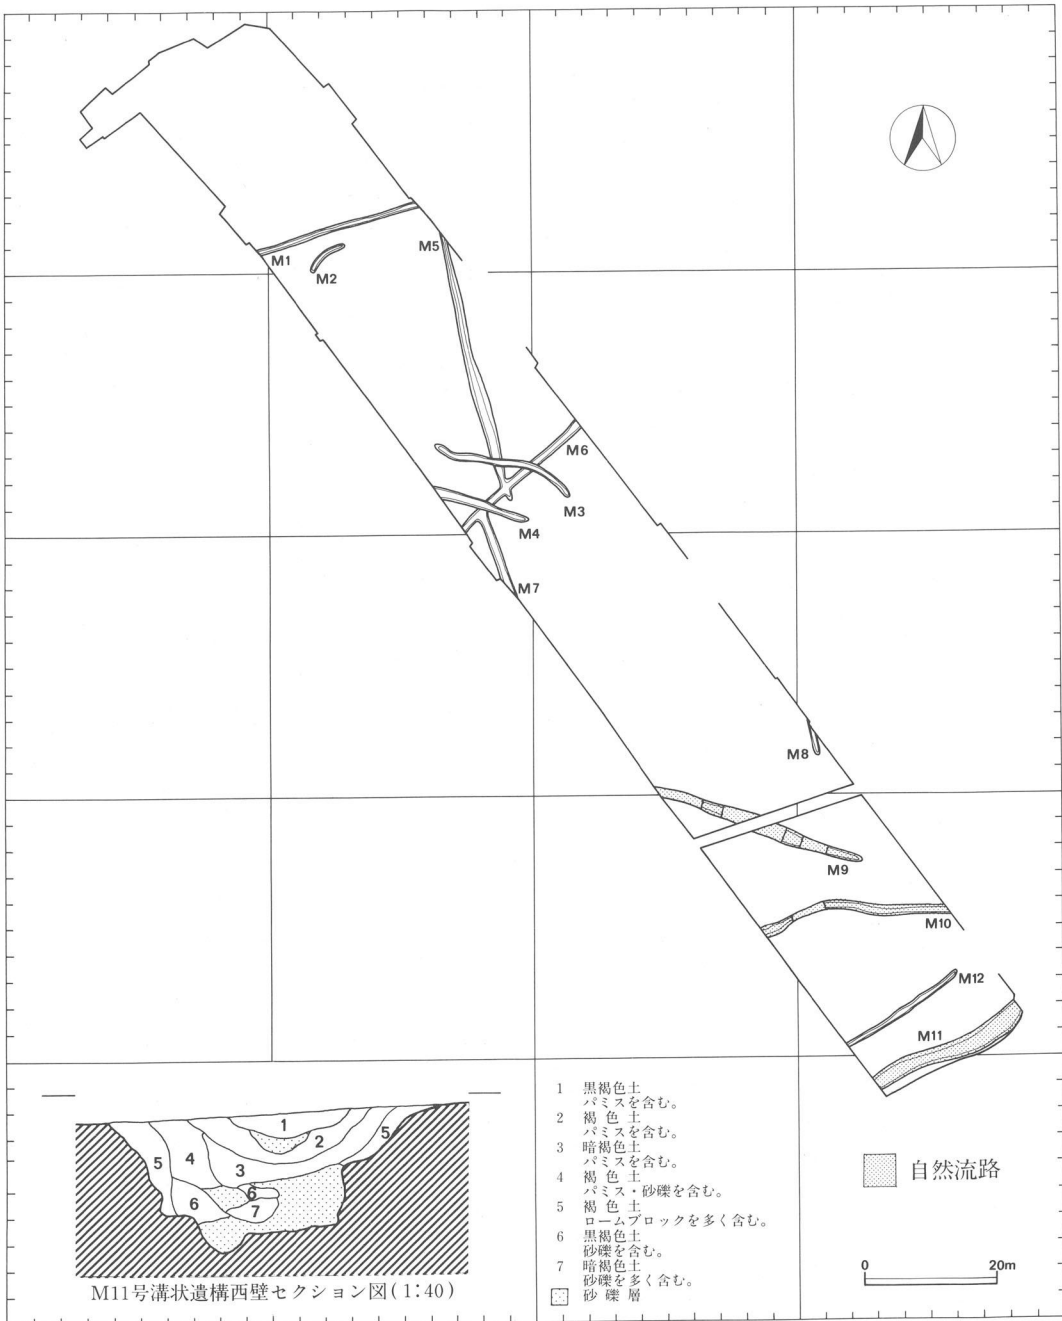 M1
M2
M5
M6
M3
M4
M7
M8
M9
M10
M12
M11
1
2
3
4
5
5
6
6
7
M11号溝状遺構西壁セクション図(1:40)
1 黒褐色土
パミスを含む。
2 褐色土
パミスを含む。
3 暗褐色土
パミスを含む。
4 褐色土
パミス・砂礫を含む。
5 褐色土
ロームブロックを多く含む。
6 黒褐色土
砂礫を含む。
7 暗褐色土
砂礫を多く含む。
砂礫層
自然流路
0 20m